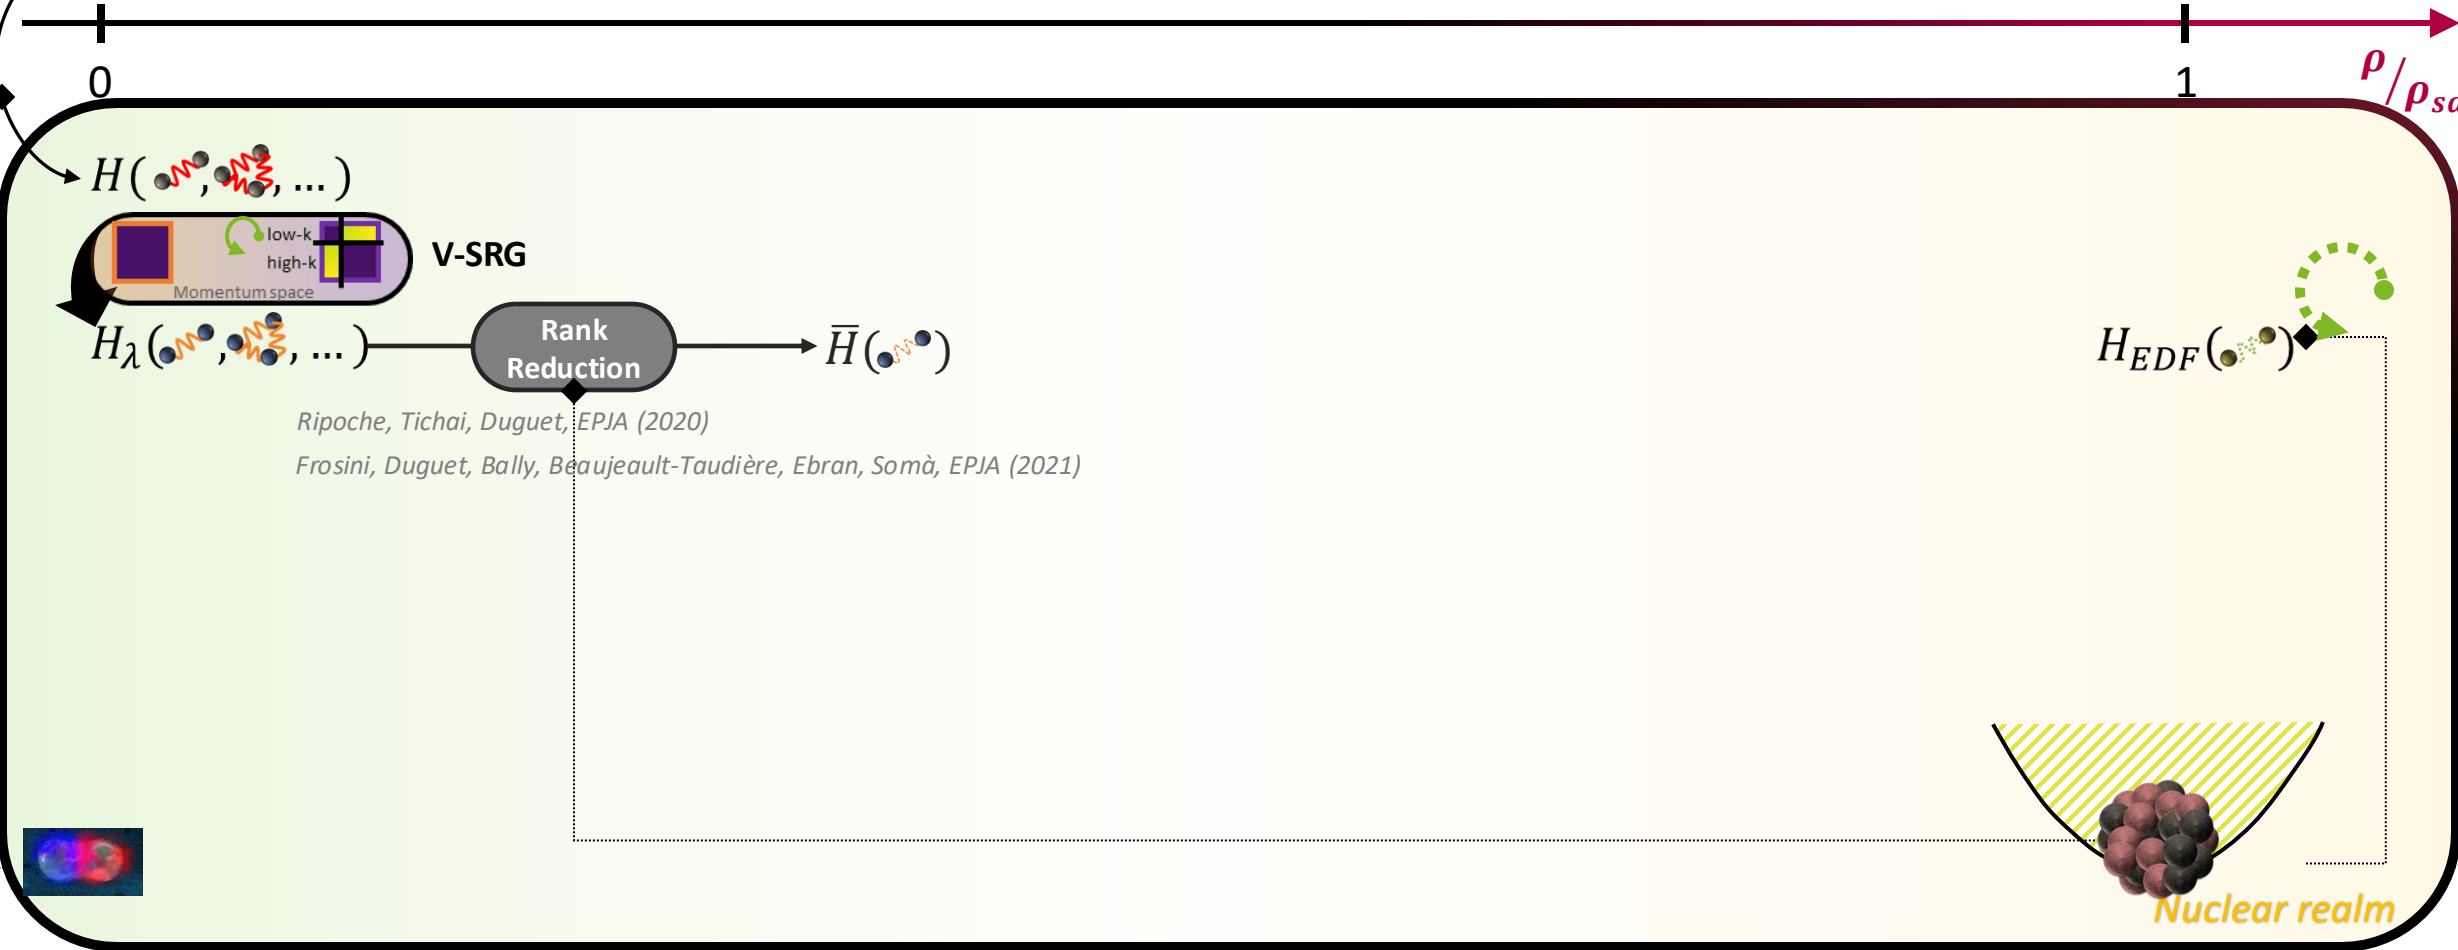 0
1
ρ/ρsa
H( , , ... )
low-k
high-k
Momentum space
V-SRG
Hλ( , , ... )
Rank
Reduction
H̅( )
HEDF( )
Ripoche, Tichai, Duguet, EPJA (2020)
Frosini, Duguet, Bally, Beaujeault-Taudière, Ebran, Somà, EPJA (2021)
Nuclear realm